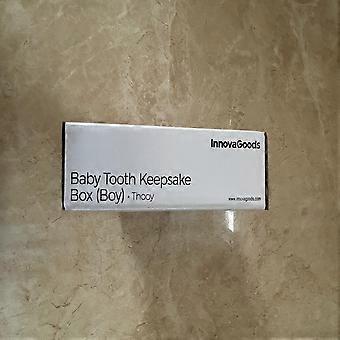 InnovaGoods
Baby Tooth Keepsake
Box (Boy) • Thooy
www.innovagoods.com